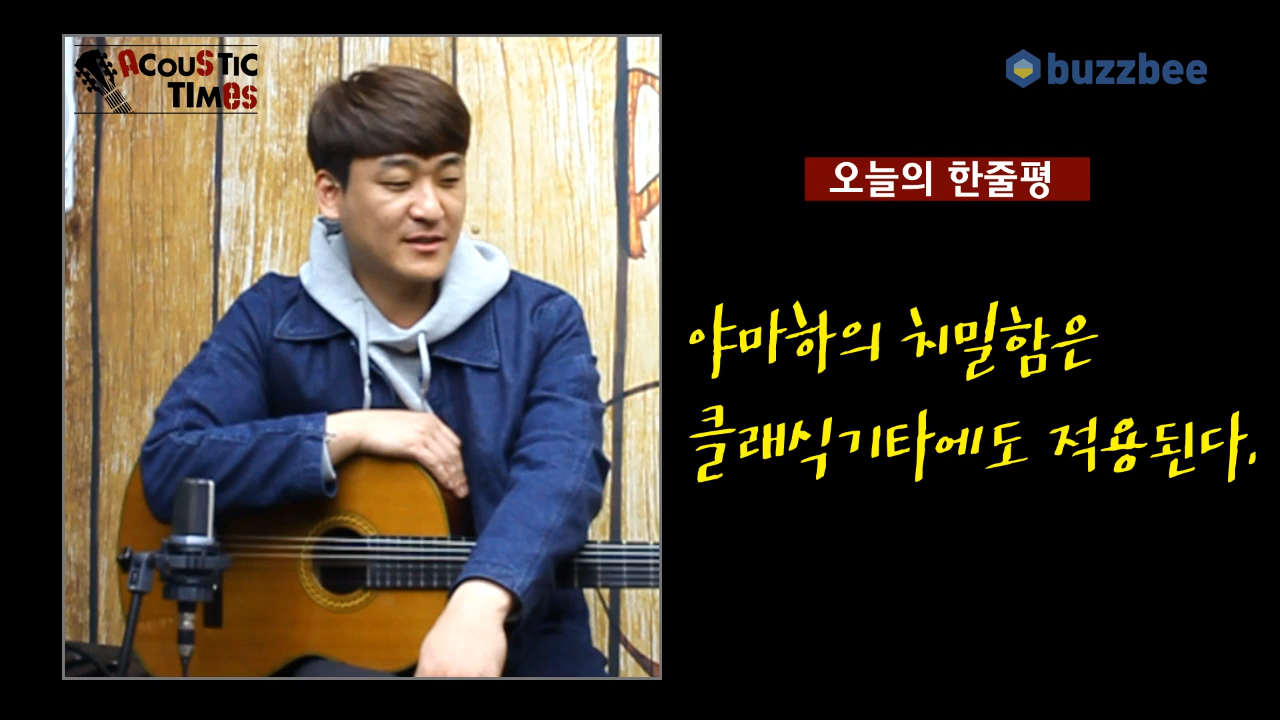 ACOUSTIC
TIMES
buzzbee
오늘의 한줄평
야마하의 치밀함은
클래식기타에도 적용된다.